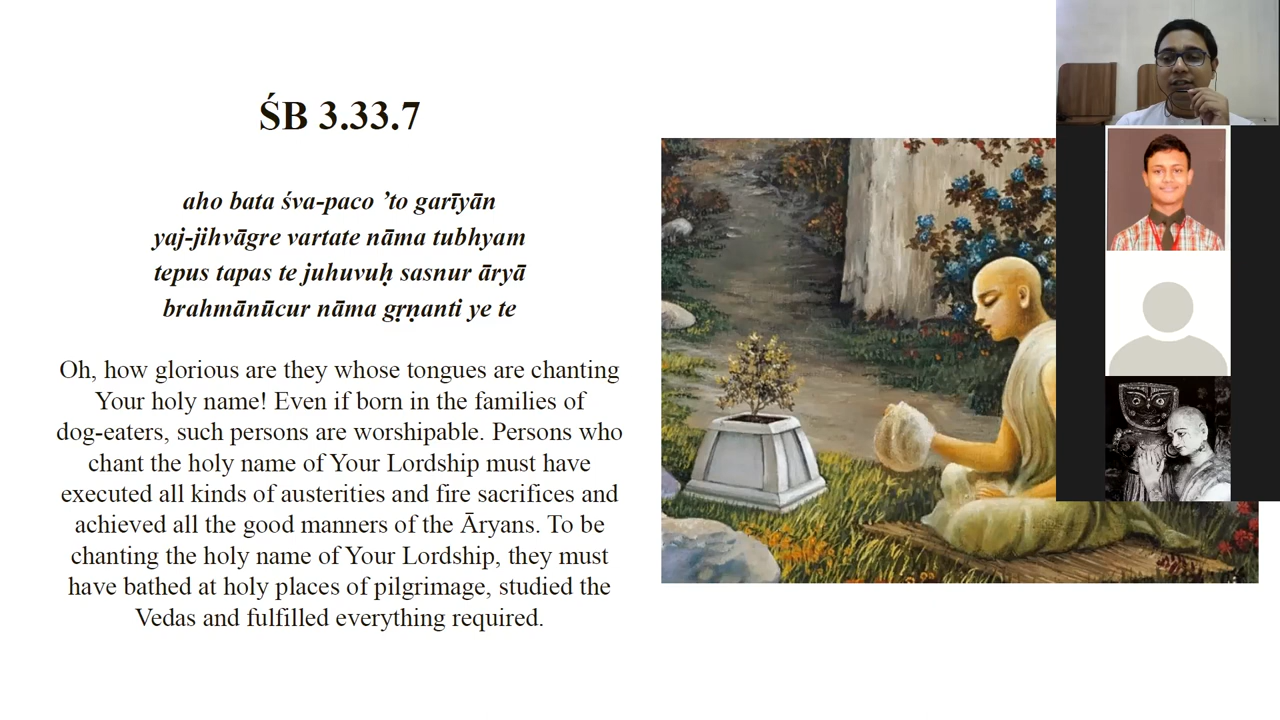 ŚB 3.33.7
aho bata śva-paco ’to garīyān
yaj-jihvāgre vartate nāma tubhyam
tepus tapas te juhuvuḥ sasnur āryā
brahmānūcur nāma gṛṇanti ye te
Oh, how glorious are they whose tongues are chanting
Your holy name! Even if born in the families of
dog-eaters, such persons are worshipable. Persons who
chant the holy name of Your Lordship must have
executed all kinds of austerities and fire sacrifices and
achieved all the good manners of the Āryans. To be
chanting the holy name of Your Lordship, they must
have bathed at holy places of pilgrimage, studied the
Vedas and fulfilled everything required.